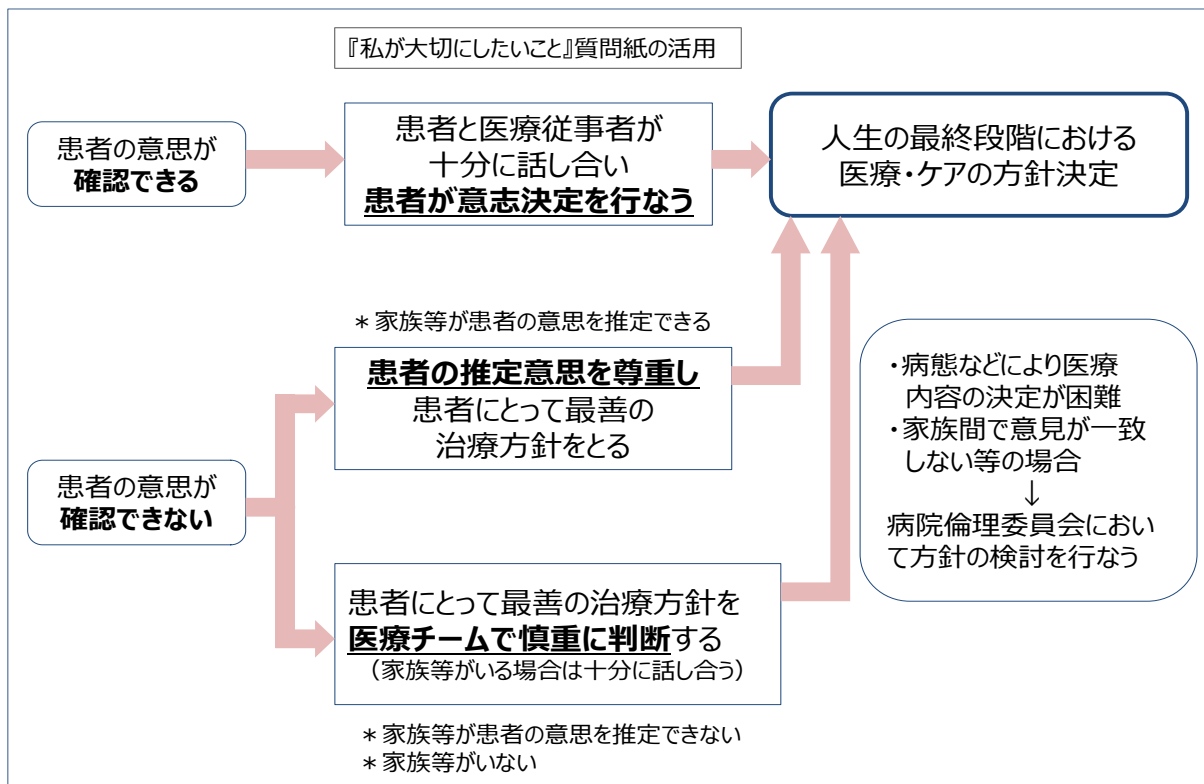 『私が大切にしたいこと』質問紙の活用
患者の意思が
確認できる
患者と医療従事者が
十分に話し合い
患者が意志決定を行なう
人生の最終段階における
医療・ケアの方針決定
＊家族等が患者の意思を推定できる
患者の推定意思を尊重し
患者にとって最善の
治療方針をとる
患者の意思が
確認できない
患者にとって最善の治療方針を
医療チームで慎重に判断する
（家族等がいる場合は十分に話し合う）
＊家族等が患者の意思を推定できない
＊家族等がいない
・病態などにより医療
内容の決定が困難
・家族間で意見が一致
しない等の場合
↓
病院倫理委員会におい
て方針の検討を行なう